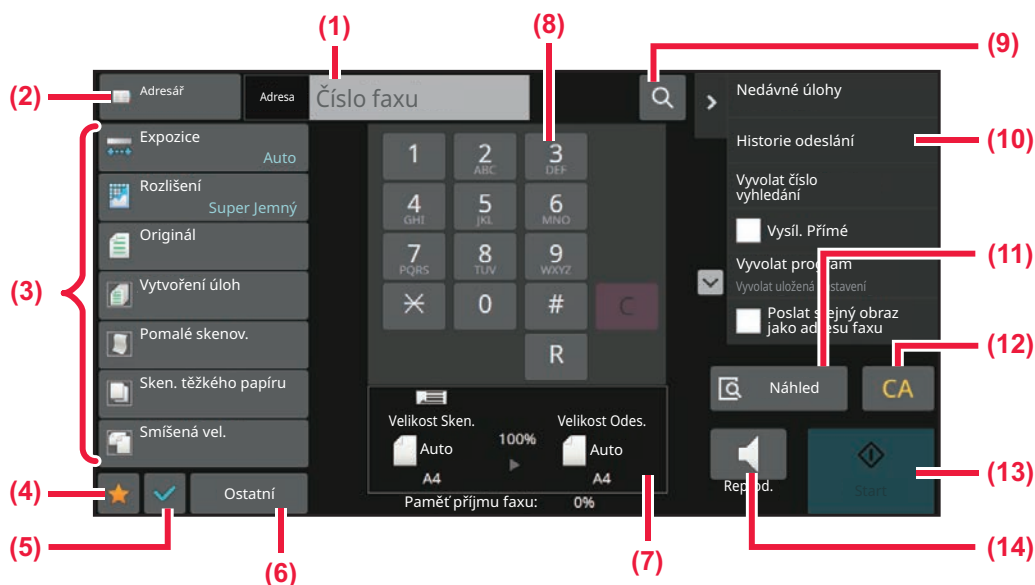 (1)
(8)
(9)
(2)
Adresář
Adresa
Číslo faxu
Nedávné úlohy
(3)
Expozice
Auto
Rozlišení
Super Jemný
Originál
Vytvoření úloh
Pomalé skenov.
Sken. těžkého papíru
Smíšená vel.
1
2
ABC
3
DEF
4
GHI
5
JKL
6
MNO
7
PQRS
8
TUV
9
WXYZ
0
#
C
R
Historie odeslání
(10)
Vyvolat číslo
vyhledání
Vysíl. Přímé
(11)
Vyvolat program
Vyvolat uložená nastavení
Poslat stejný obraz
jako adresu faxu
(12)
Náhled
CA
Velikost Sken.
Auto
A4
100%
Velikost Odes.
Auto
A4
Paměť příjmu faxu: 0%
(4)
(5)
Ostatní
(6)
(7)
Start
(13)
(14)